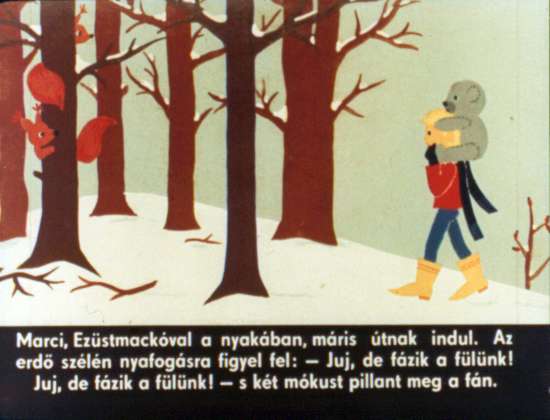 Marci, Ezüstmackóval a nyakában, máris útnak indul. Az
erdő szélén nyafogásra figyel fel: — Juj, de fázik a fülünk!
Juj, de fázik a fülünk! — s két mókust pillant meg a fán.